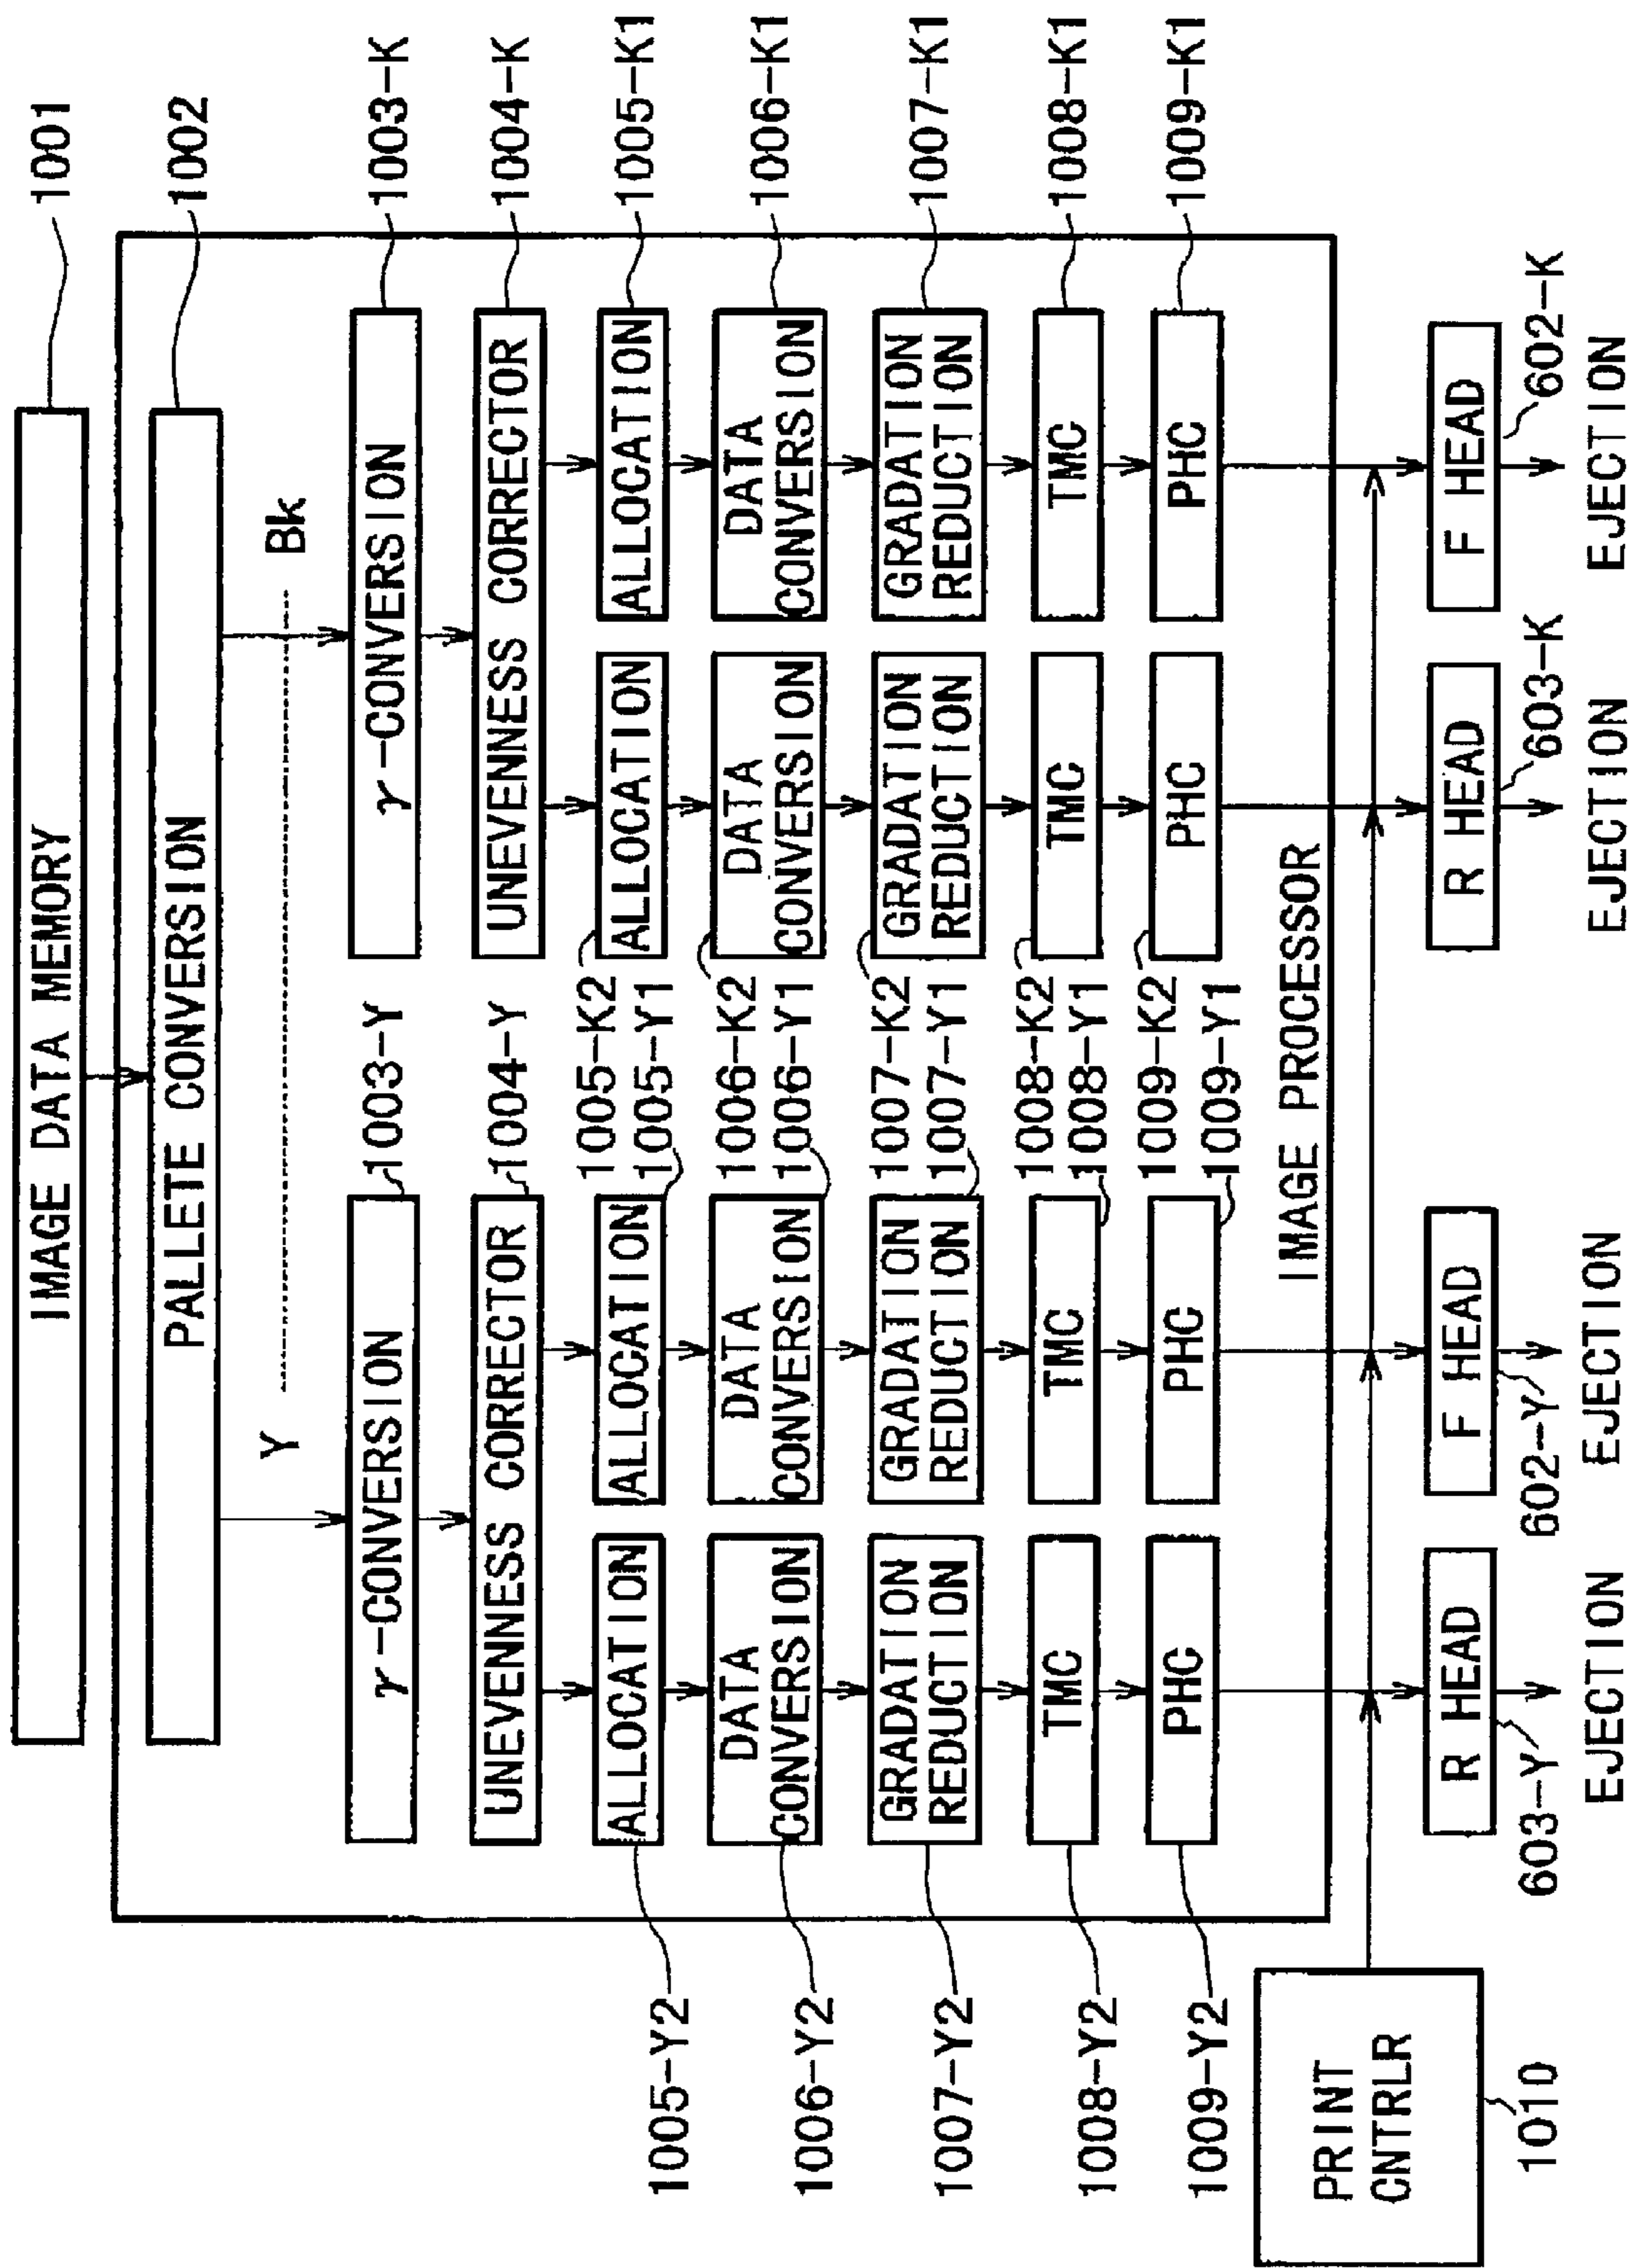 IMAGE DATA MEMORY
1001
PALLETE CONVERSION
1002
Y
Bk
γ-CONVERSION
1003-Y
γ-CONVERSION
1003-K
UNEVENNESS CORRECTOR
1004-Y
UNEVENNESS CORRECTOR
1004-K
1005-Y2
ALLOCATION
ALLOCATION
1005-K2
1005-Y1
ALLOCATION
ALLOCATION
1005-K1
1006-Y2
DATA
CONVERSION
DATA
CONVERSION
1006-K2
1006-Y1
DATA
CONVERSION
DATA
CONVERSION
1006-K1
1007-Y2
GRADATION
REDUCTION
GRADATION
REDUCTION
1007-K2
1007-Y1
GRADATION
REDUCTION
GRADATION
REDUCTION
1007-K1
1008-Y2
TMC
TMC
1008-K2
1008-Y1
TMC
TMC
1008-K1
1009-Y2
PHC
PHC
1009-K2
1009-Y1
PHC
PHC
1009-K1
IMAGE PROCESSOR
PRINT
CNTRLR
1010
R HEAD
603-Y
F HEAD
602-Y
R HEAD
603-K
F HEAD
602-K
EJECTION
EJECTION
EJECTION
EJECTION